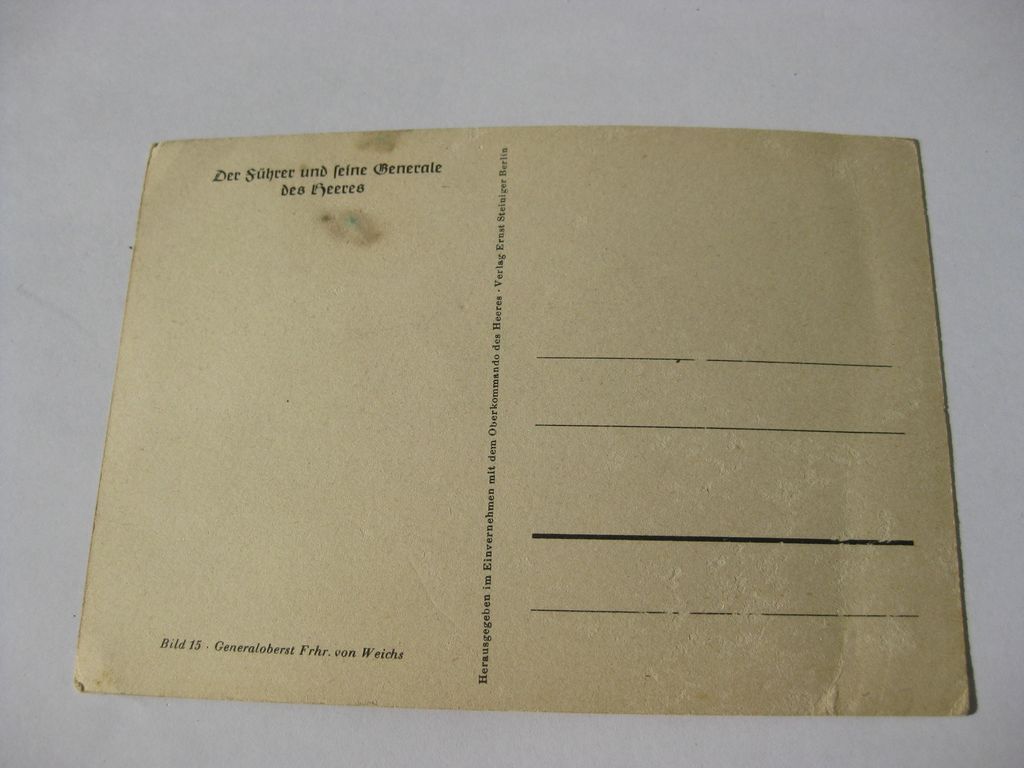 Der Führer und seine Generale
des Heeres
Herausgegeben im Einvernehmen mit dem Oberkommando des Heeres · Verlag Ernst Steiniger Berlin
Bild 15 · Generaloberst Frhr. von Weichs